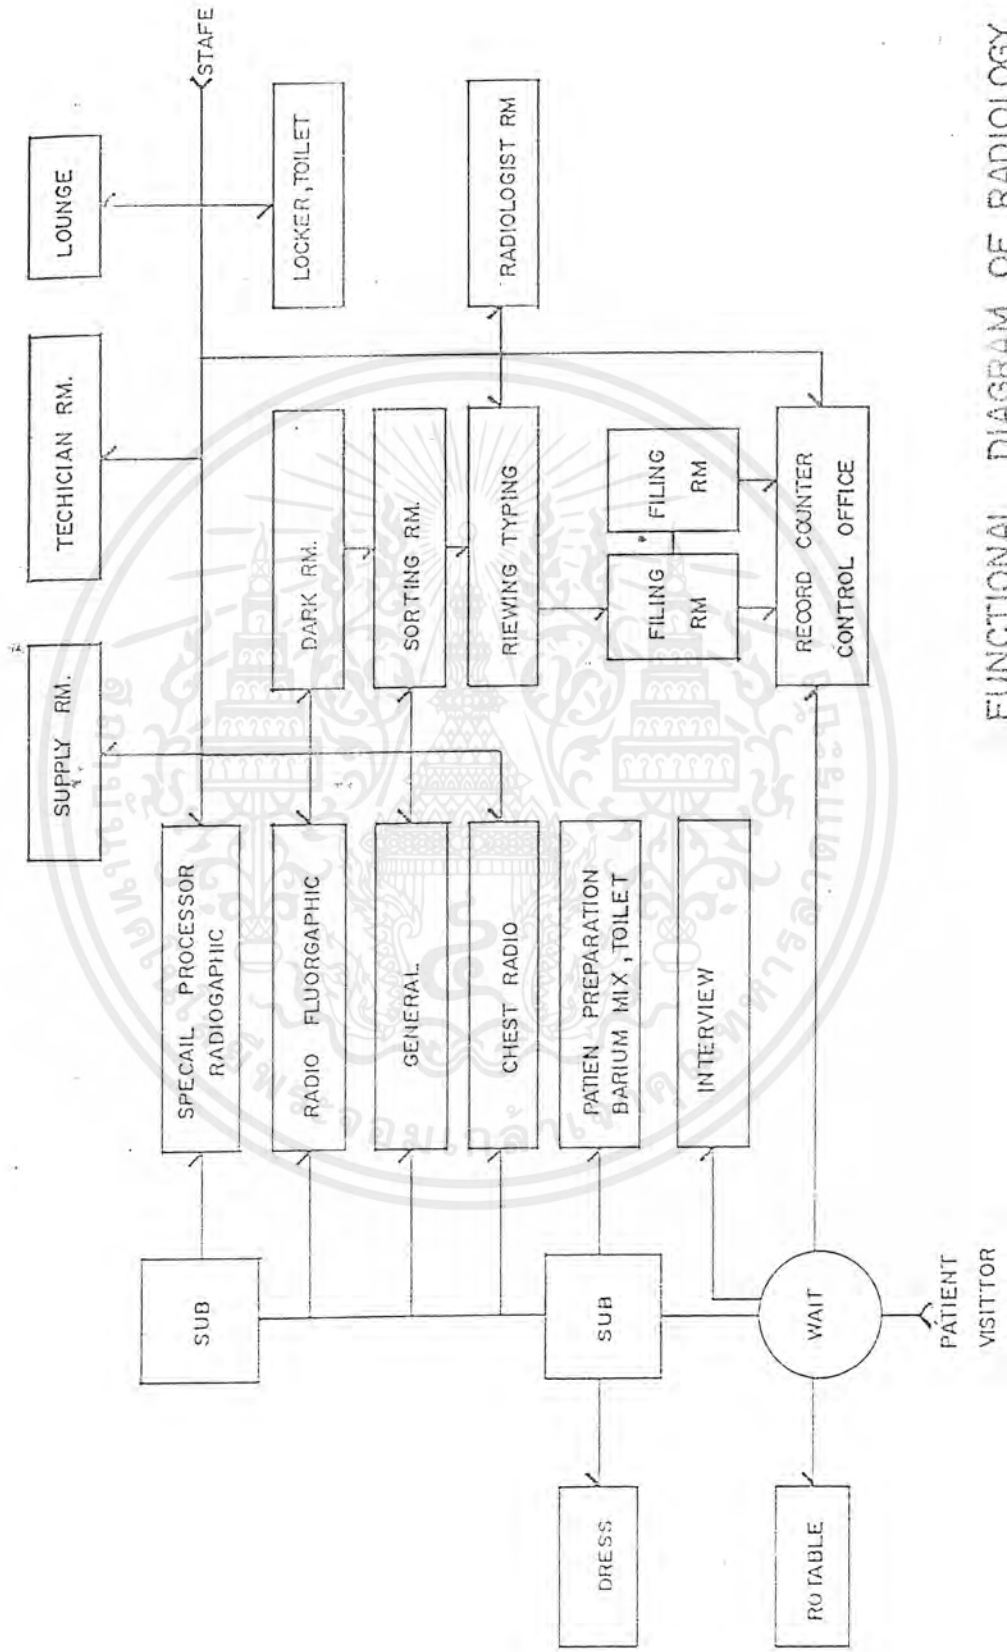 STAFE
LOUNGE
LOCKER,TOILET
TECHICIAN RM.
RADIOLOGIST RM
SUPPLY RM.
DARK RM.
SORTING RM.
RIEWING TYPING
FILING
RM
FILING
RM
RECORD COUNTER
CONTROL OFFICE
SPECAIL PROCESSOR
RADIOGAPHIC
RADIO FLUORGAPHIC
GENERAL.
CHEST RADIO
PATIEN PREPARATION
BARIUM MIX,TOILET
INTERVIEW
SUB
SUB
WAIT
DRESS
ROTABLE
PATIENT
VISITTOR
FUNCTIONAL DIAGRAM OF RADIOLOGY